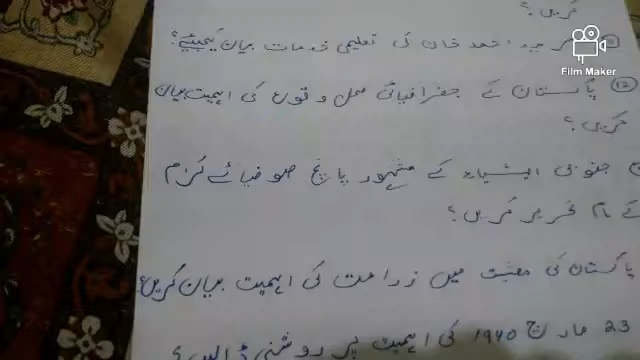 کریں؟
سر سید احمد خان کی تعلیمی خدمات بیان کیجیئے؟
Film Maker
۱۲ پاکستان کے جغرافیائی محل وقوع کی اہمیت بیان
کریں؟
جنوبی ایشیاء کے مشہور پانچ صوفیائے کرام
کے نام تحریر کریں؟
پاکستان کی معیشت میں زراعت کی اہمیت بیان کریں؟
23 مارچ 1940 کی اہمیت پر روشنی ڈالیں؟